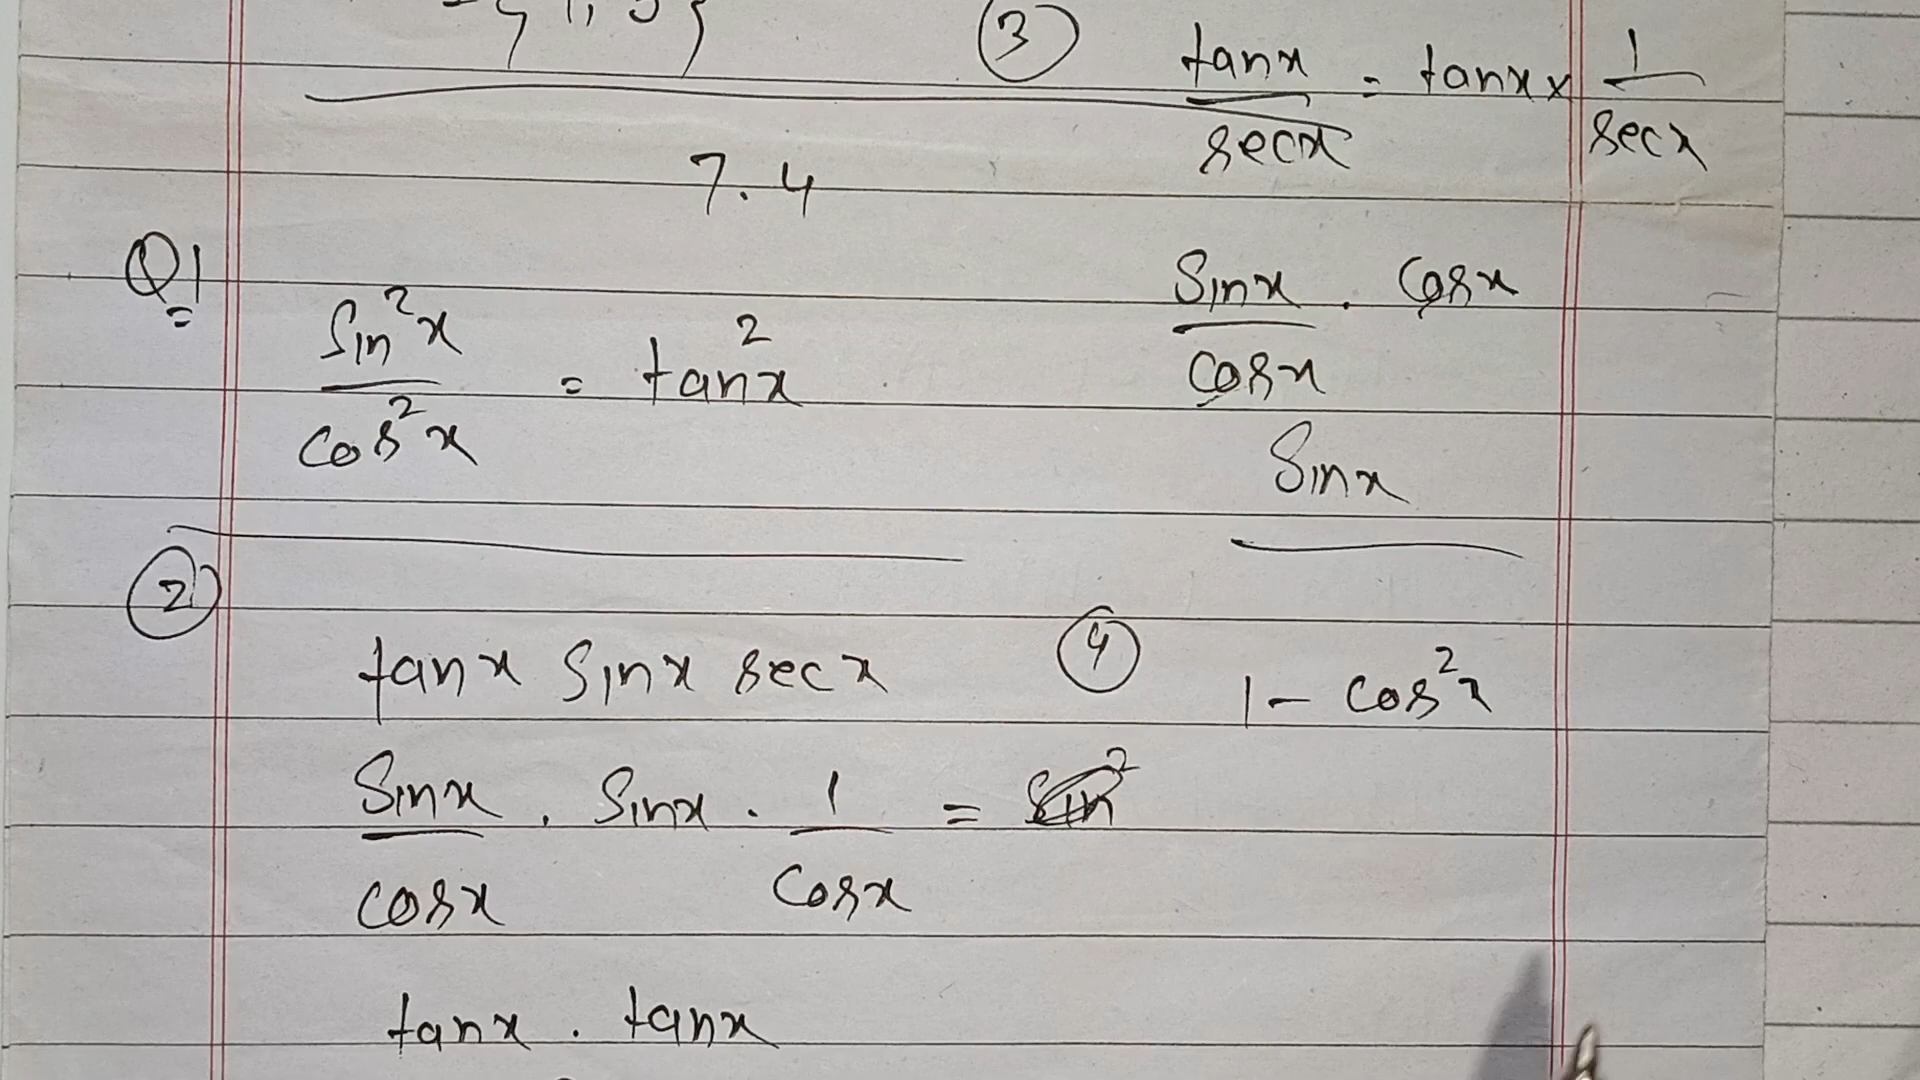 7.4
Q1
sin²x / cos²x = tan²x
②
tanx sinx secx
sinx / cosx . sinx . 1 / cosx =
tanx . tanx
③ tanx / secx = tanx × 1 / secx
sinx / cosx . cosx
sinx
④ 1 - cos²x